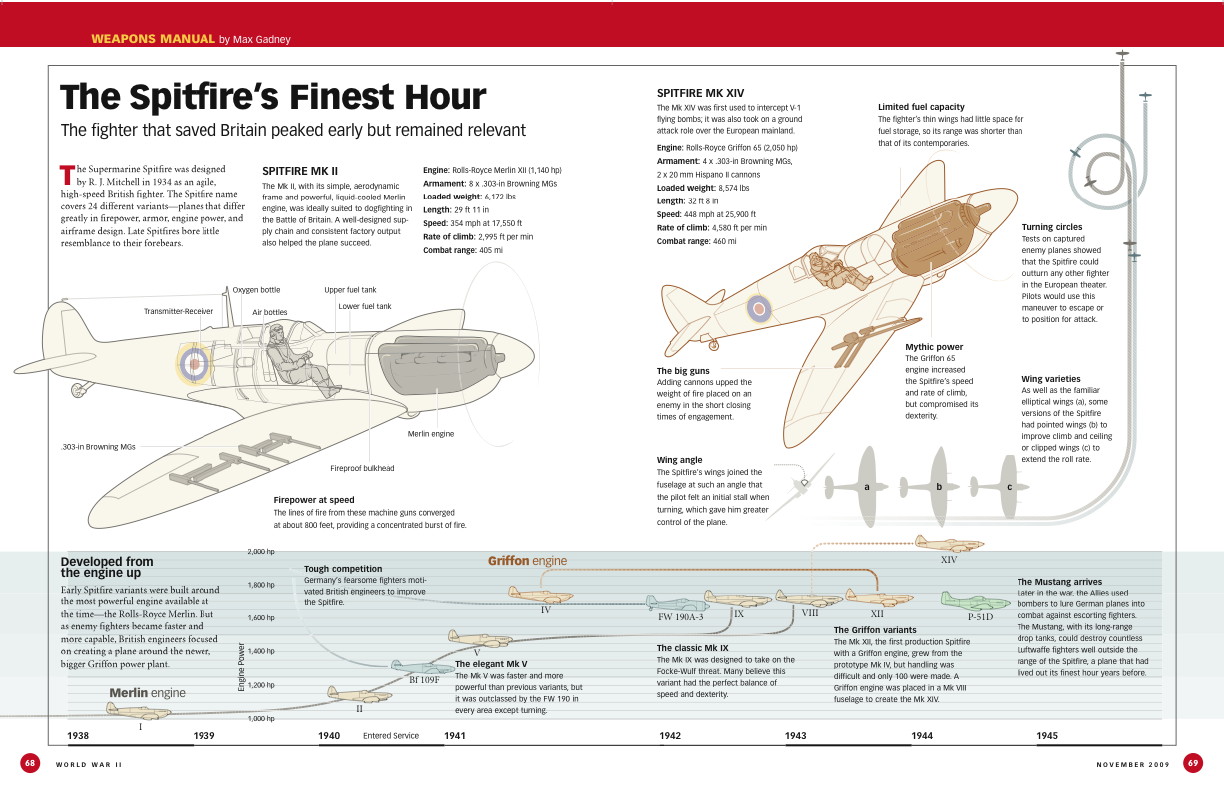 WEAPONS MANUAL by Max Gadney
The Spitfire's Finest Hour
The fighter that saved Britain peaked early but remained relevant
The Supermarine Spitfire was designed
by R. J. Mitchell in 1934 as an agile,
high-speed British fighter. The Spitfire name
covers 24 different variants—planes that differ
greatly in firepower, armor, engine power, and
airframe design. Late Spitfires bore little
resemblance to their forebears.
SPITFIRE MK II
The Mk II, with its simple, aerodynamic
frame and powerful, liquid-cooled Merlin
engine, was ideally suited to dogfighting in
the Battle of Britain. A well-designed sup-
ply chain and consistent factory output
also helped the plane succeed.
Engine: Rolls-Royce Merlin XII (1,140 hp)
Armament: 8 x .303-in Browning MGs
Loaded weight: 6,172 lbs
Length: 29 ft 11 in
Speed: 354 mph at 17,550 ft
Rate of climb: 2,995 ft per min
Combat range: 405 mi
Oxygen bottle
Upper fuel tank
Transmitter-Receiver
Air bottles
Lower fuel tank
.303-in Browning MGs
Merlin engine
Fireproof bulkhead
Firepower at speed
The lines of fire from these machine guns converged
at about 800 feet, providing a concentrated burst of fire.
SPITFIRE MK XIV
The Mk XIV was first used to intercept V-1
flying bombs; it was also took on a ground
attack role over the European mainland.
Engine: Rolls-Royce Griffon 65 (2,050 hp)
Armament: 4 x .303-in Browning MGs,
2 x 20 mm Hispano II cannons
Loaded weight: 8,574 lbs
Length: 32 ft 8 in
Speed: 448 mph at 25,900 ft
Rate of climb: 4,580 ft per min
Combat range: 460 mi
Limited fuel capacity
The fighter's thin wings had little space for
fuel storage, so its range was shorter than
that of its contemporaries.
Turning circles
Tests on captured
enemy planes showed
that the Spitfire could
outturn any other fighter
in the European theater.
Pilots would use this
maneuver to escape or
to position for attack.
Mythic power
The Griffon 65
engine increased
the Spitfire's speed
and rate of climb,
but compromised its
dexterity.
The big guns
Adding cannons upped the
weight of fire placed on an
enemy in the short closing
times of engagement.
Wing varieties
As well as the familiar
elliptical wings (a), some
versions of the Spitfire
had pointed wings (b) to
improve climb and ceiling
or clipped wings (c) to
extend the roll rate.
Wing angle
The Spitfire's wings joined the
fuselage at such an angle that
the pilot felt an initial stall when
turning, which gave him greater
control of the plane.
a
b
c
Developed from
the engine up
Early Spitfire variants were built around
the most powerful engine available at
the time—the Rolls-Royce Merlin. But
as enemy fighters became faster and
more capable, British engineers focused
on creating a plane around the newer,
bigger Griffon power plant.
2,000 hp
1,800 hp
1,600 hp
1,400 hp
1,200 hp
1,000 hp
Engine Power
Tough competition
Germany's fearsome fighters moti-
vated British engineers to improve
the Spitfire.
Griffon engine
Merlin engine
I
II
Bf 109F
V
IV
FW 190A-3
IX
VIII
XII
XIV
P-51D
The elegant Mk V
The Mk V was faster and more
powerful than previous variants, but
it was outclassed by the FW 190 in
every area except turning.
The classic Mk IX
The Mk IX was designed to take on the
Focke-Wulf threat. Many believe this
variant had the perfect balance of
speed and dexterity.
The Griffon variants
The Mk XII, the first production Spitfire
with a Griffon engine, grew from the
prototype Mk IV, but handling was
difficult and only 100 were made. A
Griffon engine was placed in a Mk VIII
fuselage to create the Mk XIV.
The Mustang arrives
Later in the war, the Allies used
bombers to lure German planes into
combat against escorting fighters.
The Mustang, with its long-range
drop tanks, could destroy countless
Luftwaffe fighters well outside the
range of the Spitfire, a plane that had
lived out its finest hour years before.
1938
1939
1940
Entered Service
1941
1942
1943
1944
1945
68
WORLD WAR II
NOVEMBER 2009
69